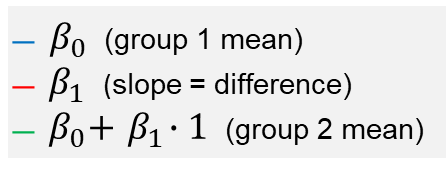 β₀ (group 1 mean)
β₁ (slope = difference)
β₀ + β₁ · 1 (group 2 mean)